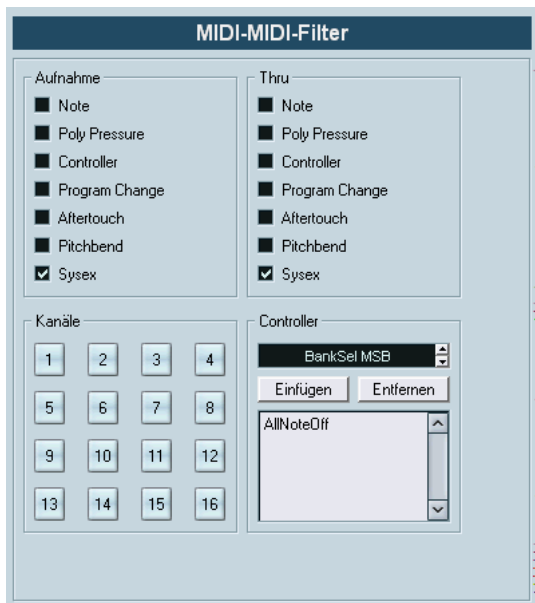 MIDI-MIDI-Filter
Aufnahme
Note
Poly Pressure
Controller
Program Change
Aftertouch
Pitchbend
Sysex
Thru
Note
Poly Pressure
Controller
Program Change
Aftertouch
Pitchbend
Sysex
Kanäle
1 2 3 4
5 6 7 8
9 10 11 12
13 14 15 16
Controller
BankSel MSB
Einfügen Entfernen
AllNoteOff